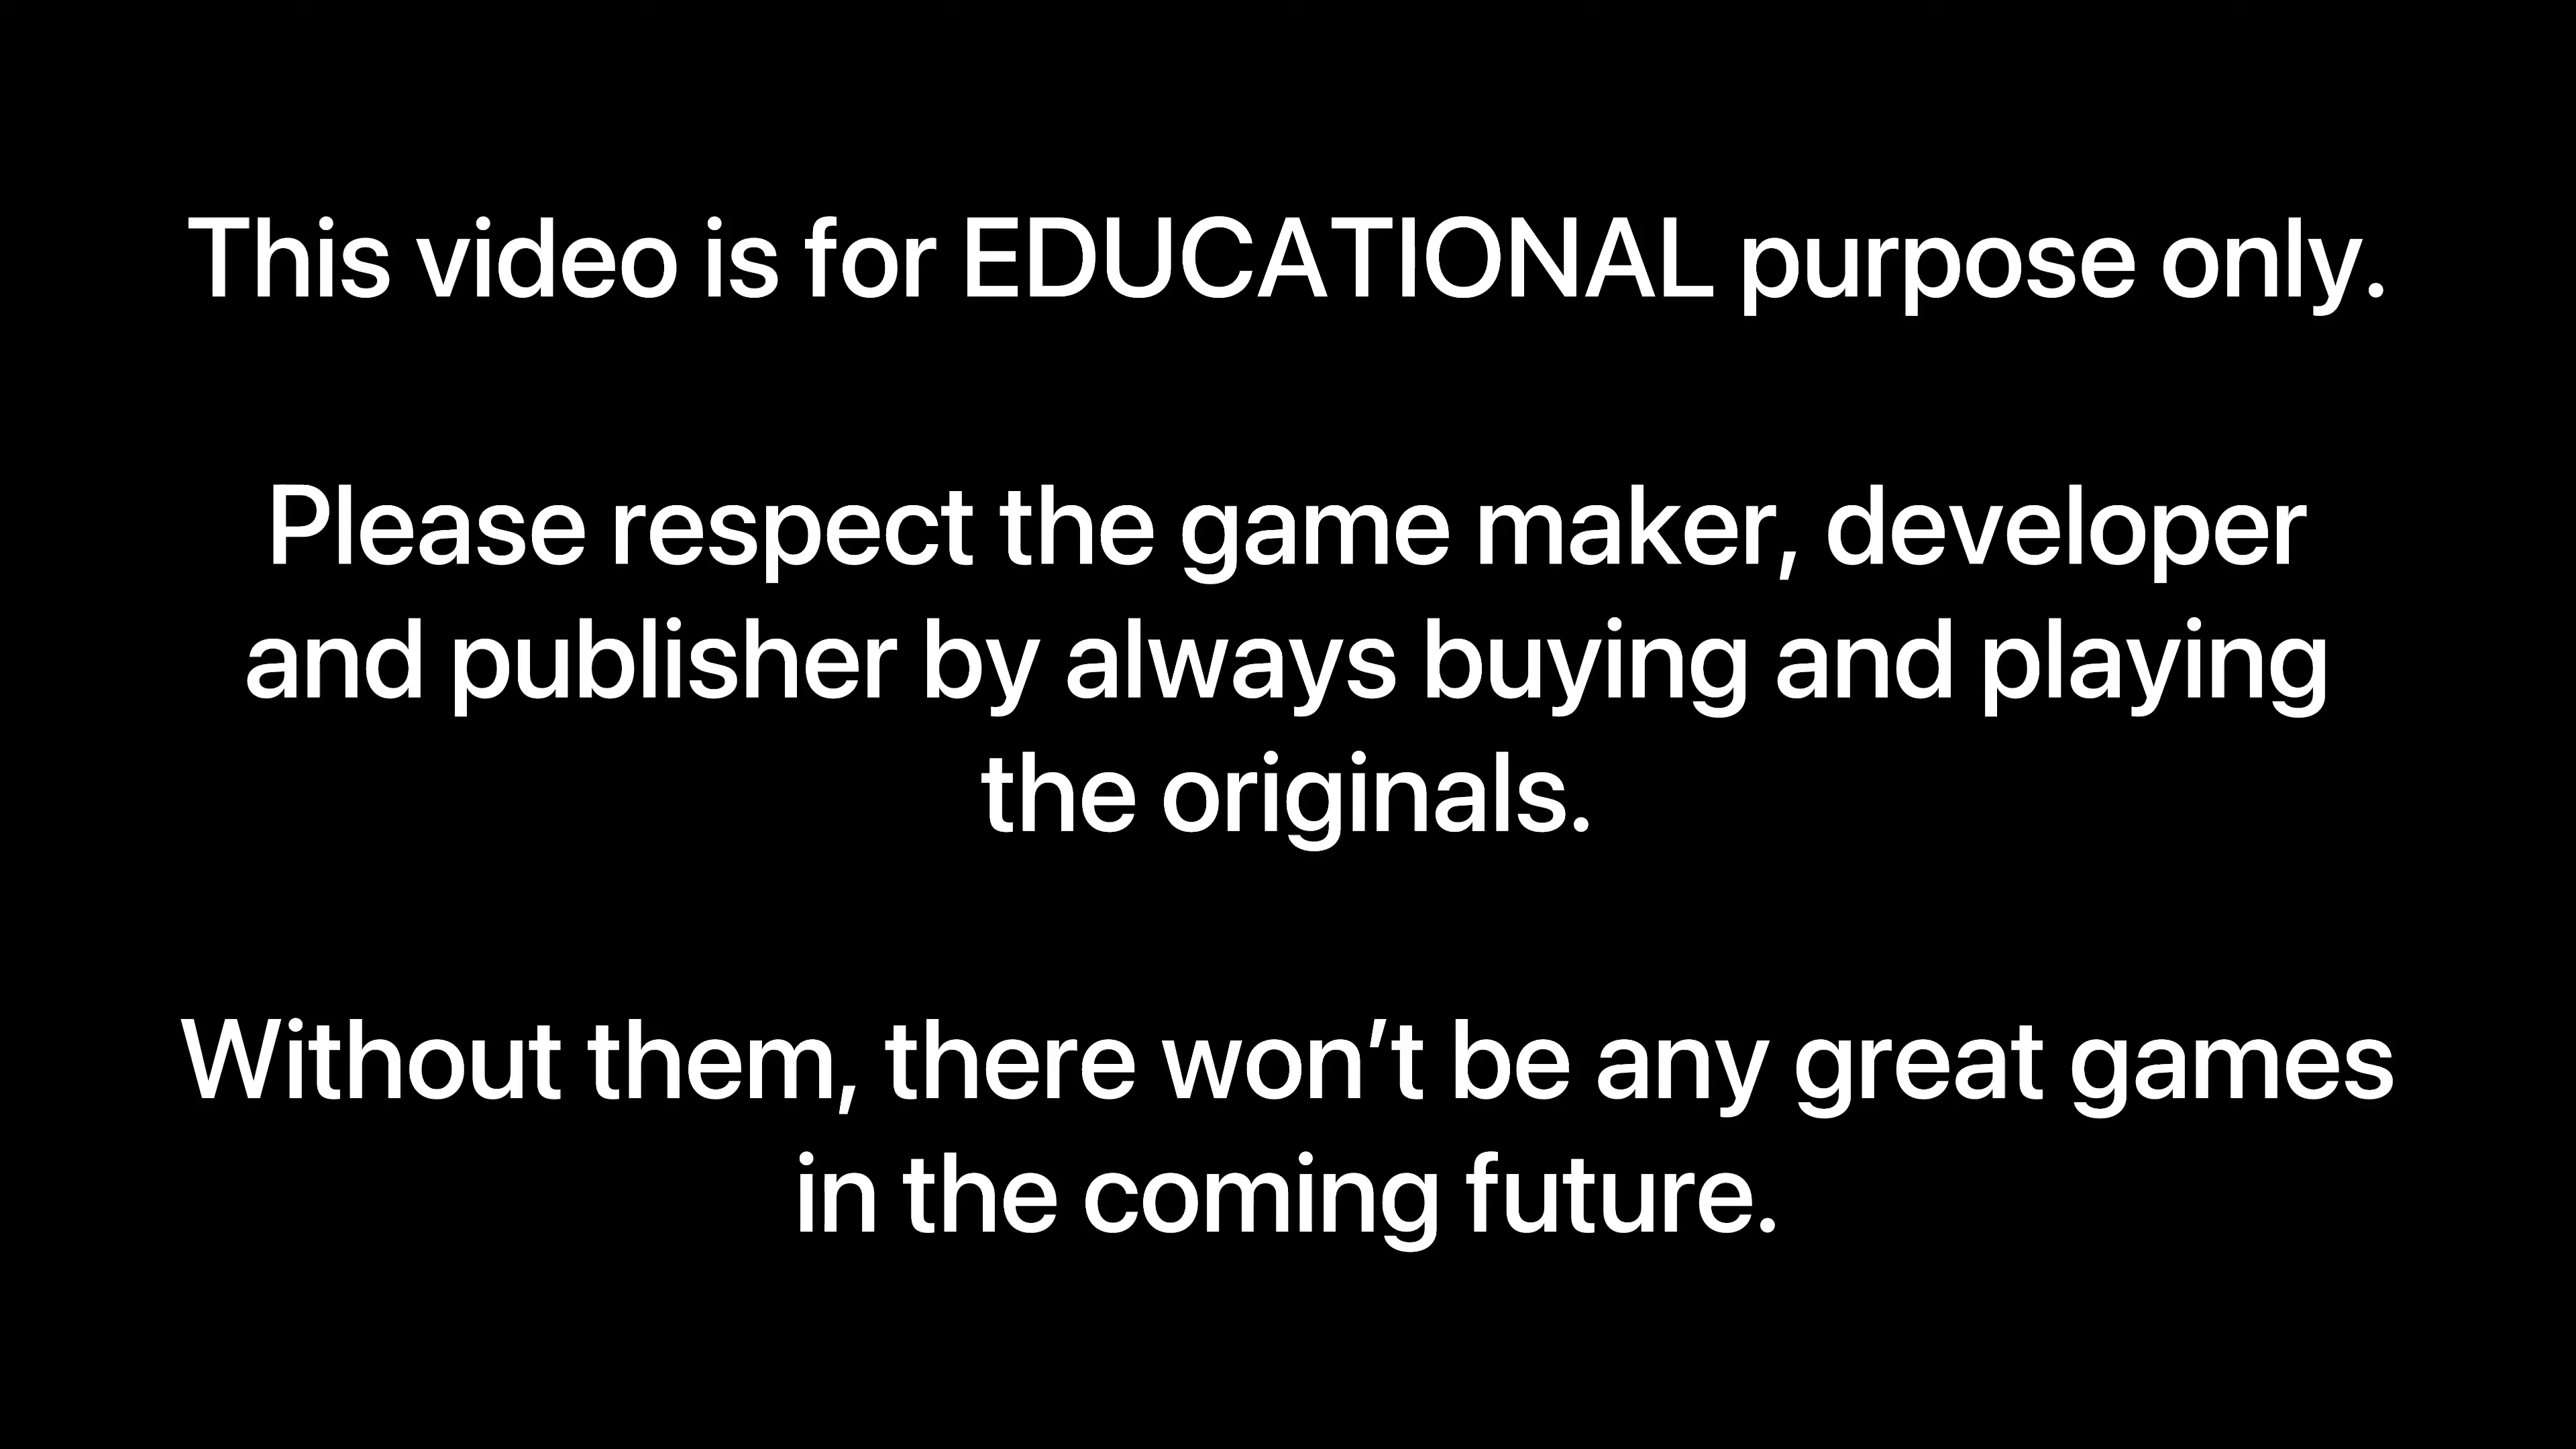 This video is for EDUCATIONAL purpose only.
Please respect the game maker, developer
and publisher by always buying and playing
the originals.
Without them, there won’t be any great games
in the coming future.